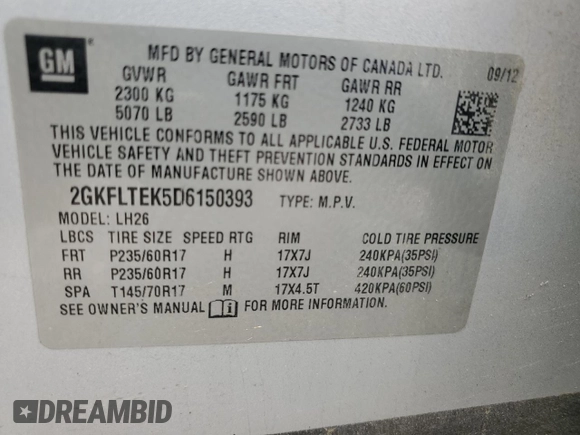 GM
MFD BY GENERAL MOTORS OF CANADA LTD.
09/12
GVWR GAWR FRT GAWR RR
2300 KG 1175 KG 1240 KG
5070 LB 2590 LB 2733 LB
THIS VEHICLE CONFORMS TO ALL APPLICABLE U.S. FEDERAL MOTOR
VEHICLE SAFETY AND THEFT PREVENTION STANDARDS IN EFFECT ON
THE DATE OF MANUFACTURE SHOWN ABOVE.
2GKFLTEK5D6150393 TYPE: M.P.V.
MODEL: LH26
LBCS TIRE SIZE SPEED RTG RIM COLD TIRE PRESSURE
FRT P235/60R17 H 17X7J 240KPA(35PSI)
RR P235/60R17 H 17X7J 240KPA(35PSI)
SPA T145/70R17 M 17X4.5T 420KPA(60PSI)
SEE OWNER'S MANUAL FOR MORE INFORMATION.
DREAMBID